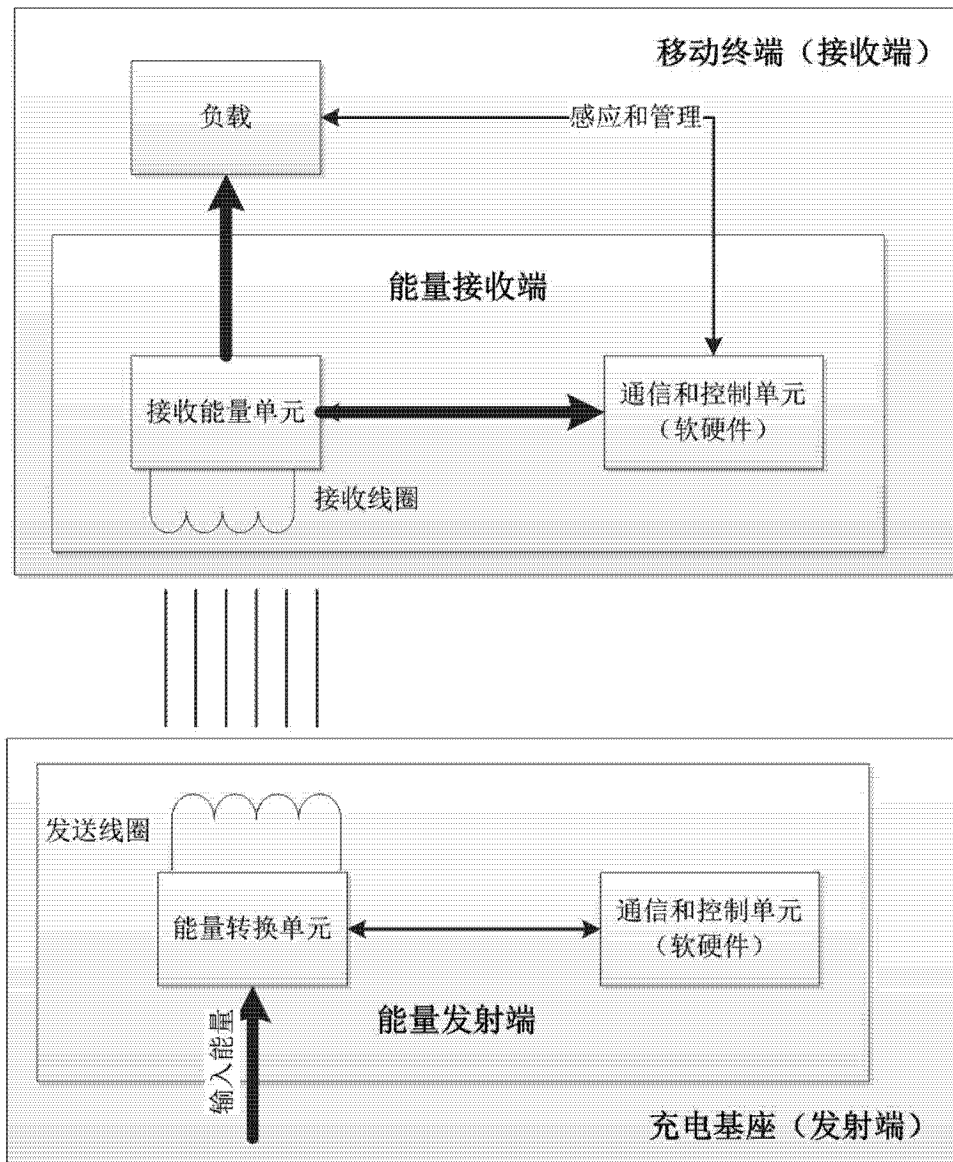 移动终端（接收端）
负载
感应和管理
能量接收端
接收能量单元
通信和控制单元
（软硬件）
接收线圈
发送线圈
能量转换单元
通信和控制单元
（软硬件）
能量发射端
输入能量
充电基座（发射端）